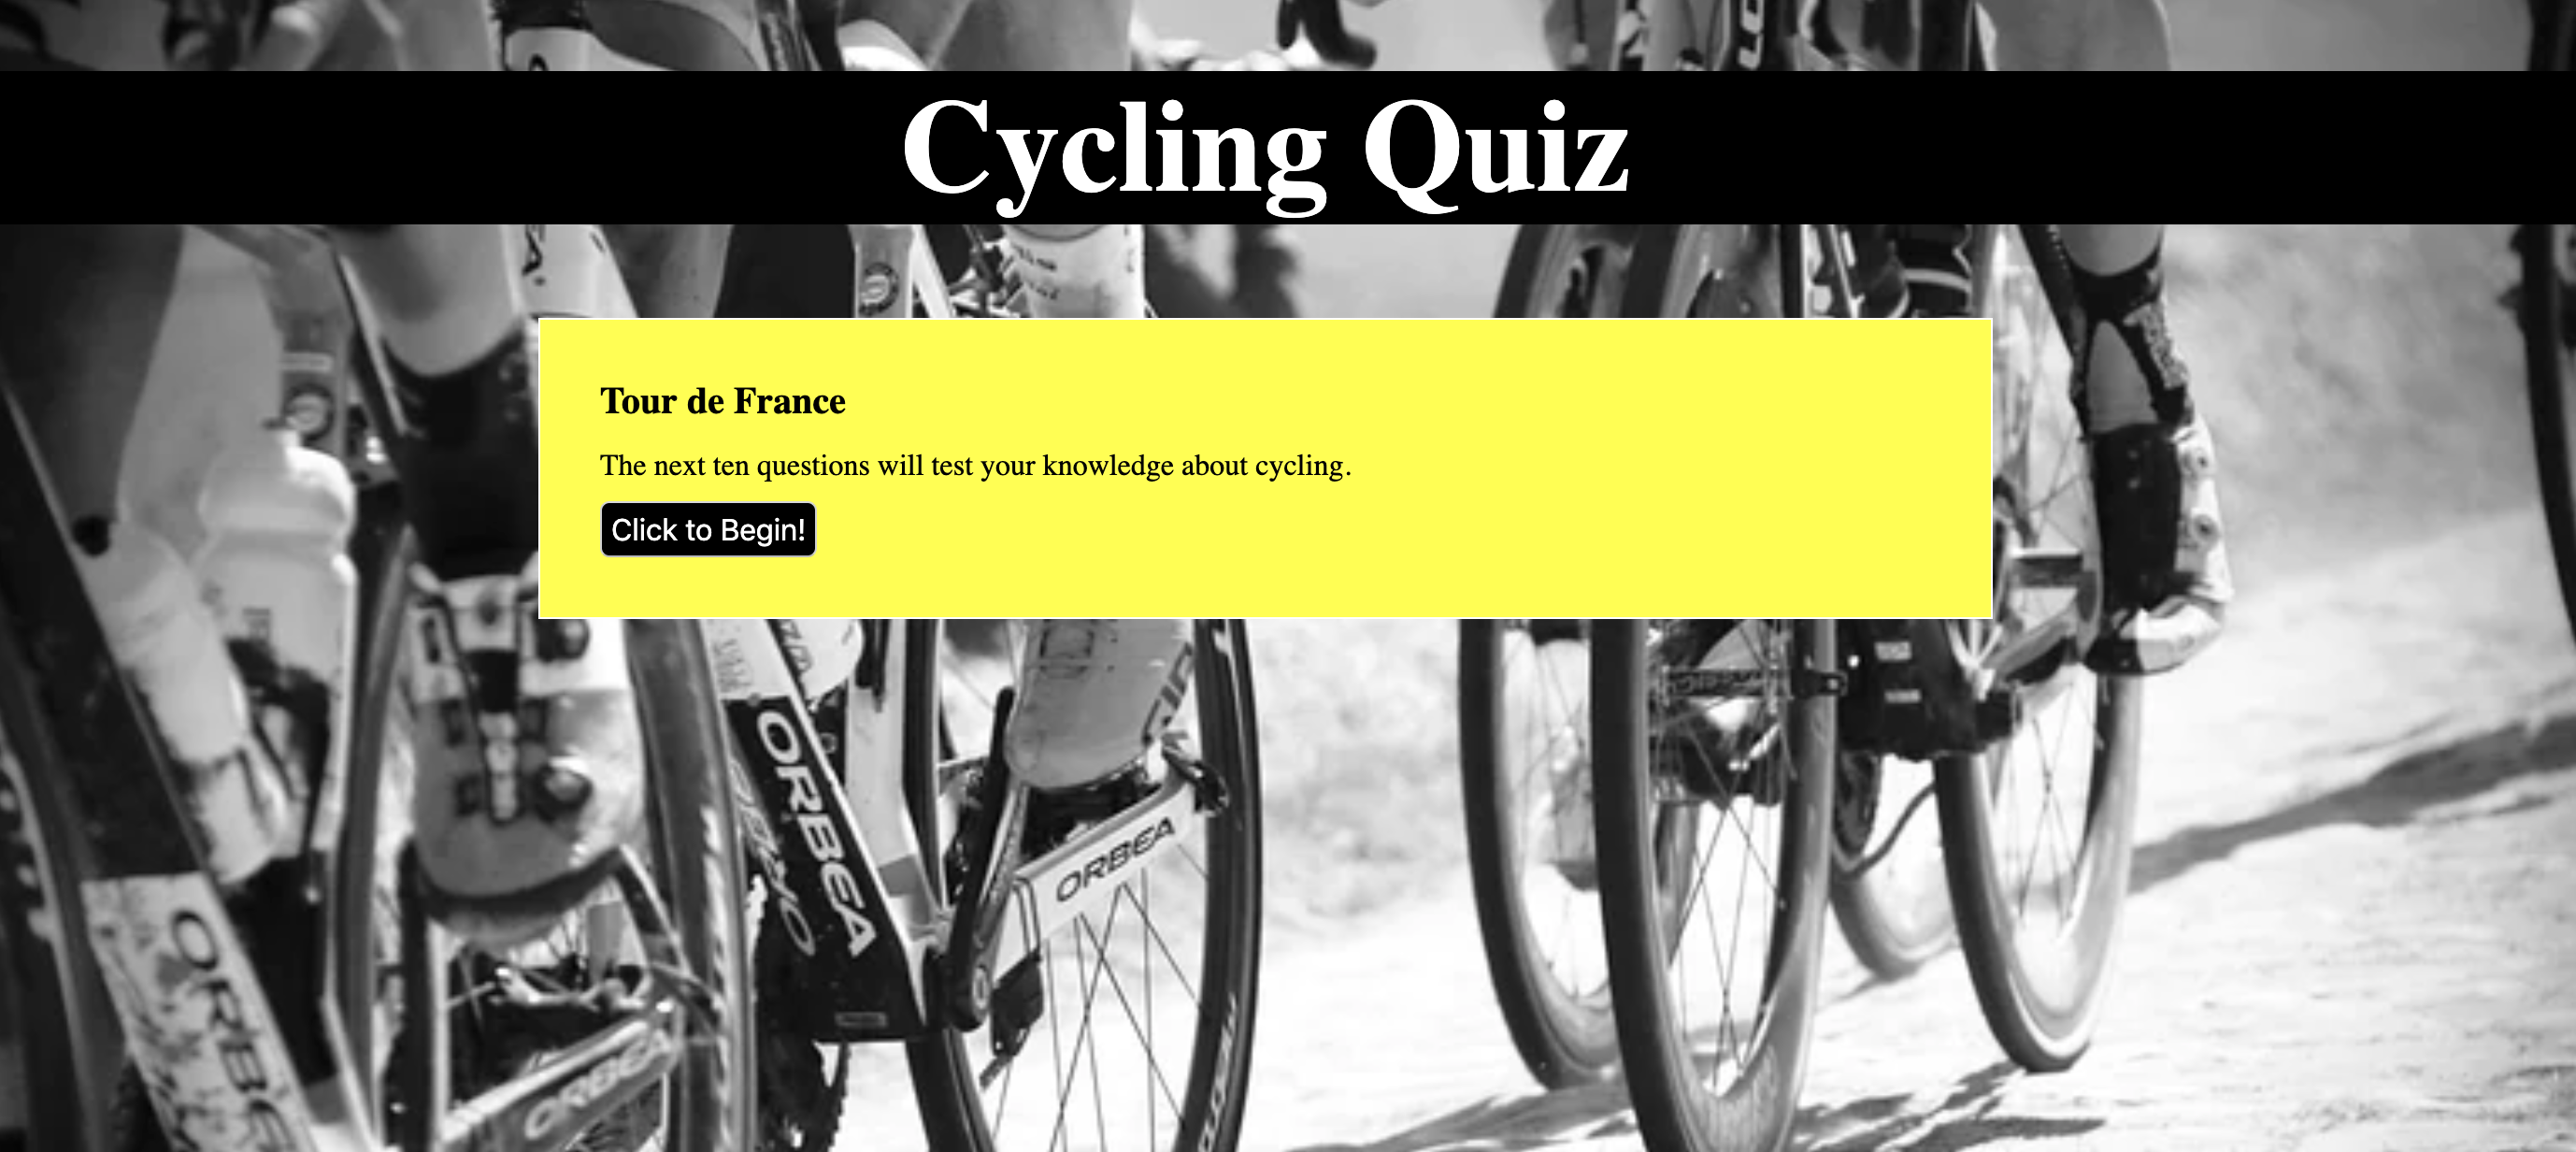 Cycling Quiz
Tour de France
The next ten questions will test your knowledge about cycling.
Click to Begin!
ORBEA
ORBEA
ORBEA